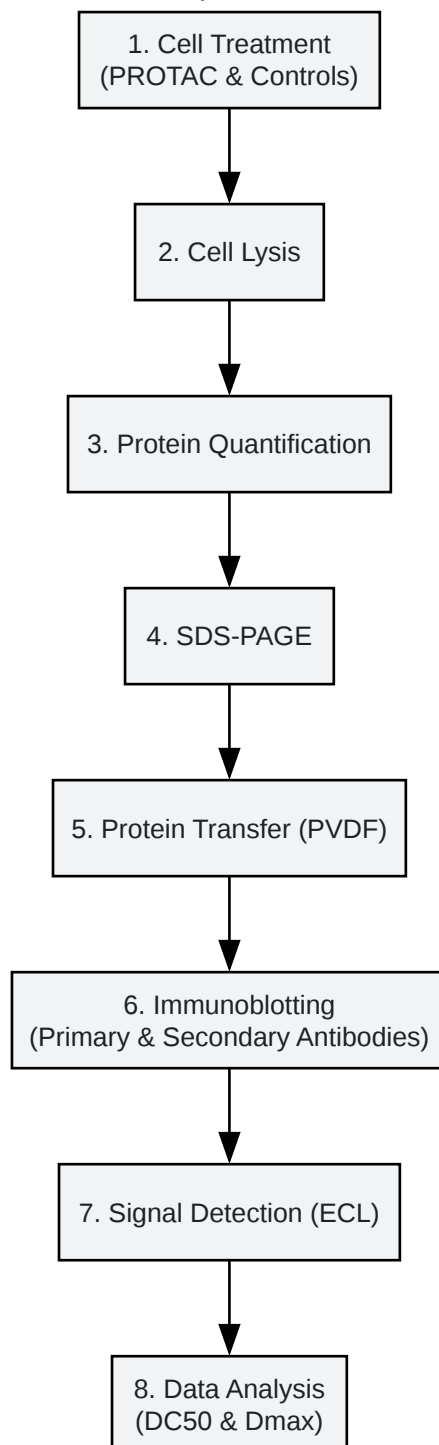 1. Cell Treatment
(PROTAC & Controls)
2. Cell Lysis
3. Protein Quantification
4. SDS-PAGE
5. Protein Transfer (PVDF)
6. Immunoblotting
(Primary & Secondary Antibodies)
7. Signal Detection (ECL)
8. Data Analysis
(DC50 & Dmax)